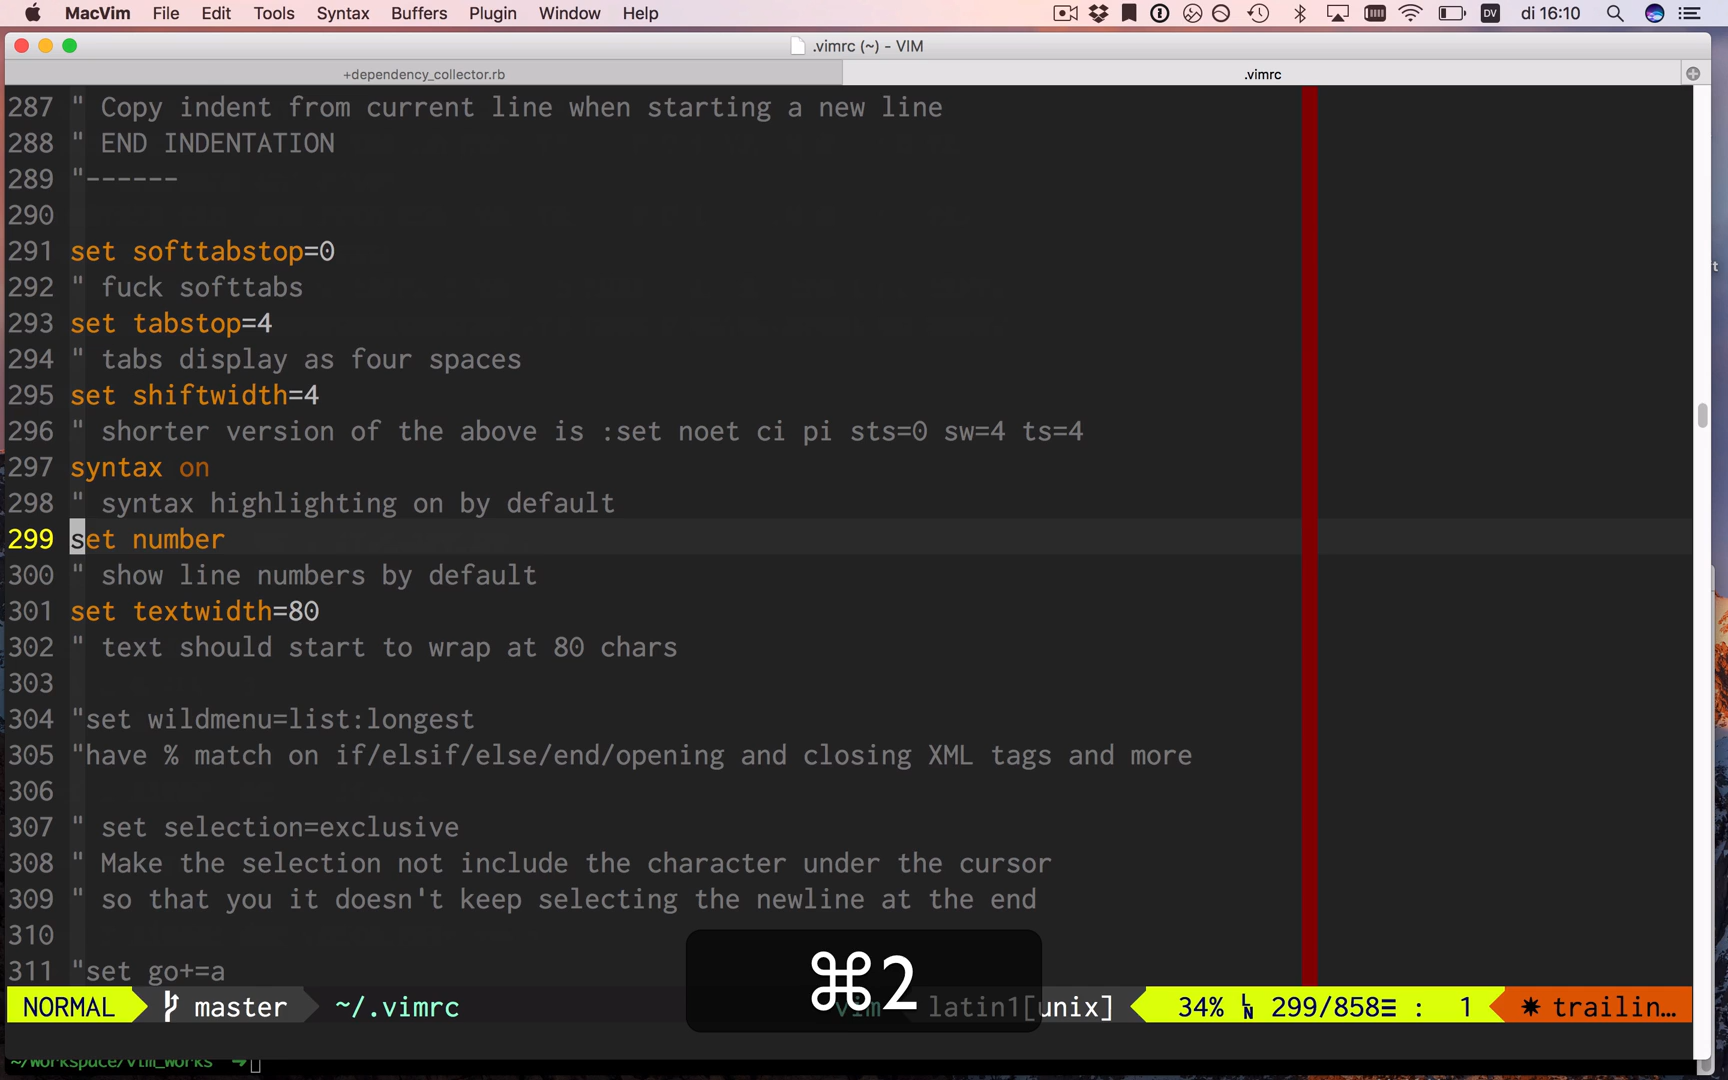 MacVim File Edit Tools Syntax Buffers Plugin Window Help DV di 16:10
.vimrc (~) - VIM
+dependency_collector.rb .vimrc
287 " Copy indent from current line when starting a new line
288 " END INDENTATION
289 "------
290
291 set softtabstop=0
292 " fuck softtabs
293 set tabstop=4
294 " tabs display as four spaces
295 set shiftwidth=4
296 " shorter version of the above is :set noet ci pi sts=0 sw=4 ts=4
297 syntax on
298 " syntax highlighting on by default
299 set number
300 " show line numbers by default
301 set textwidth=80
302 " text should start to wrap at 80 chars
303
304 "set wildmenu=list:longest
305 "have % match on if/elsif/else/end/opening and closing XML tags and more
306
307 " set selection=exclusive
308 " Make the selection not include the character under the cursor
309 " so that you it doesn't keep selecting the newline at the end
310
311 "set go+=a
⌘2
NORMAL master ~/.vimrc vim latin1[unix] 34% 299/858 : 1 trailin…
~/workspace/vim_works →